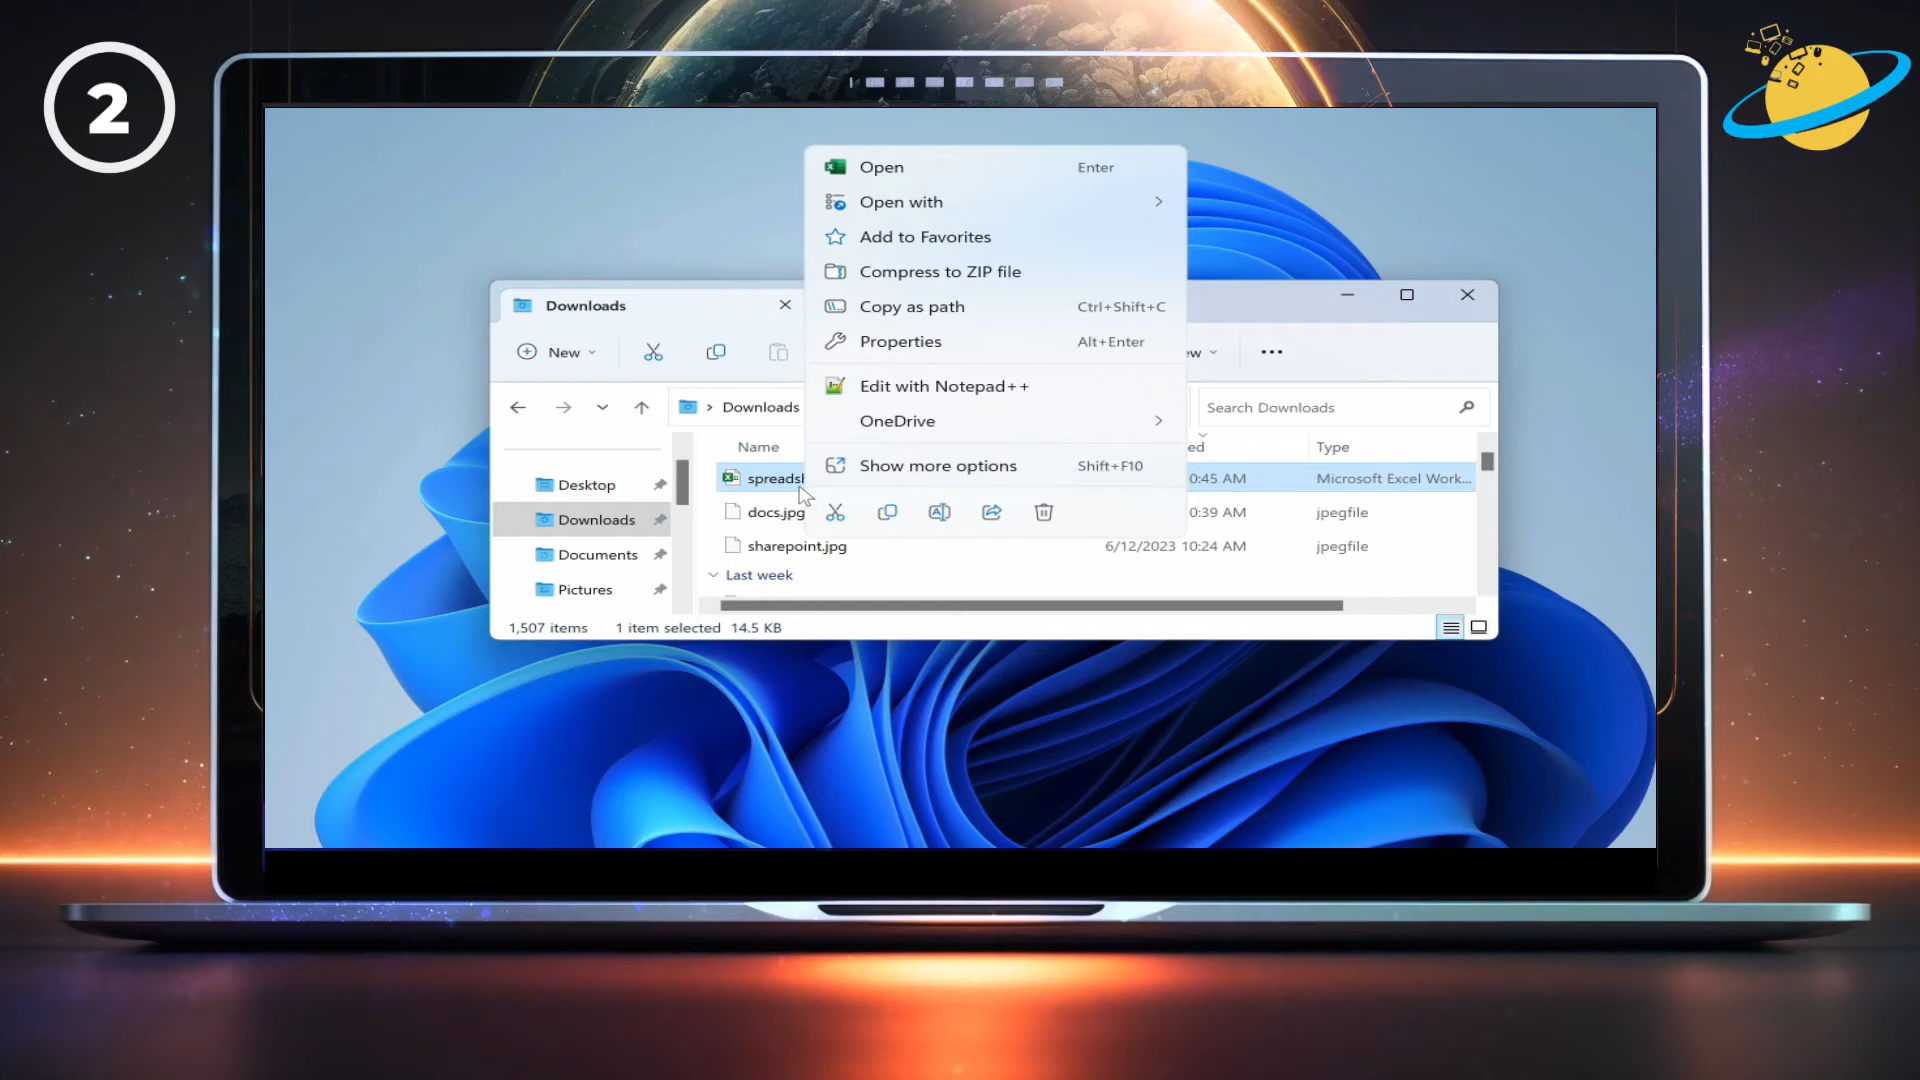 2
Open Enter
Open with
Add to Favorites
Compress to ZIP file
Copy as path Ctrl+Shift+C
Properties Alt+Enter
Edit with Notepad++
OneDrive
Show more options Shift+F10
Downloads
New
ew
Downloads
Search Downloads
Name
ed
Type
spreadsh
0:45 AM
Microsoft Excel Work...
docs.jpg
0:39 AM
jpegfile
sharepoint.jpg
6/12/2023 10:24 AM
jpegfile
Last week
Desktop
Downloads
Documents
Pictures
1,507 items 1 item selected 14.5 KB